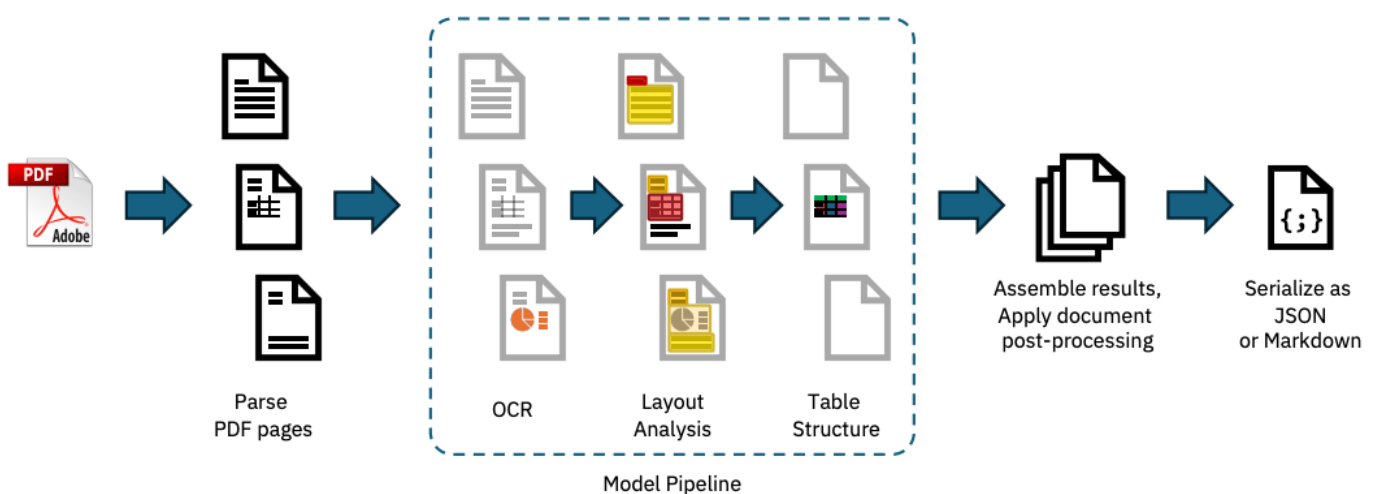 PDF
Adobe
Parse
PDF pages
OCR
Layout
Analysis
Table
Structure
Model Pipeline
Assemble results,
Apply document
post-processing
{;}
Serialize as
JSON
or Markdown